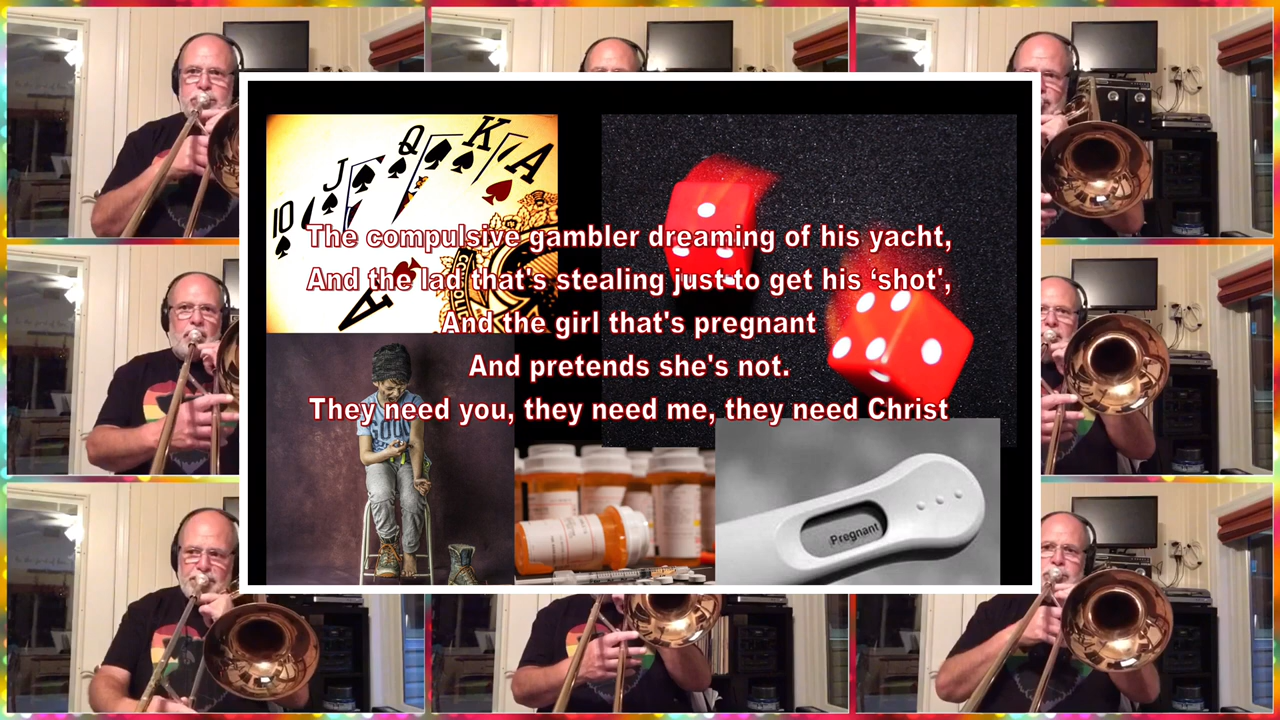 10 J Q K A
The compulsive gambler dreaming of his yacht,
And the lad that's stealing just to get his ‘shot',
A
And the girl that's pregnant
And pretends she's not.
They need you, they need me, they need Christ
Pregnant